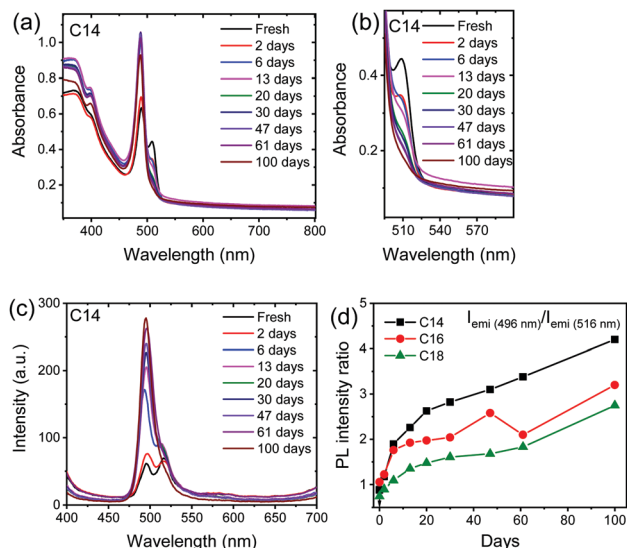 (a)
C14
Fresh
2 days
6 days
13 days
20 days
30 days
47 days
61 days
100 days
Absorbance
1.0
0.8
0.6
0.4
0.2
400 500 600 700 800
Wavelength (nm)
(b)
C14
Fresh
2 days
6 days
13 days
20 days
30 days
47 days
61 days
100 days
Absorbance
0.4
0.2
510 540 570
Wavelength (nm)
(c)
C14
Fresh
2 days
6 days
13 days
20 days
30 days
47 days
61 days
100 days
Intensity (a.u.)
300
200
100
0
400 500 600 700
Wavelength (nm)
(d)
C14
C16
C18
I emi (496 nm)/I emi (516 nm)
PL intensity ratio
5
4
3
2
1
0 20 40 60 80 100
Days